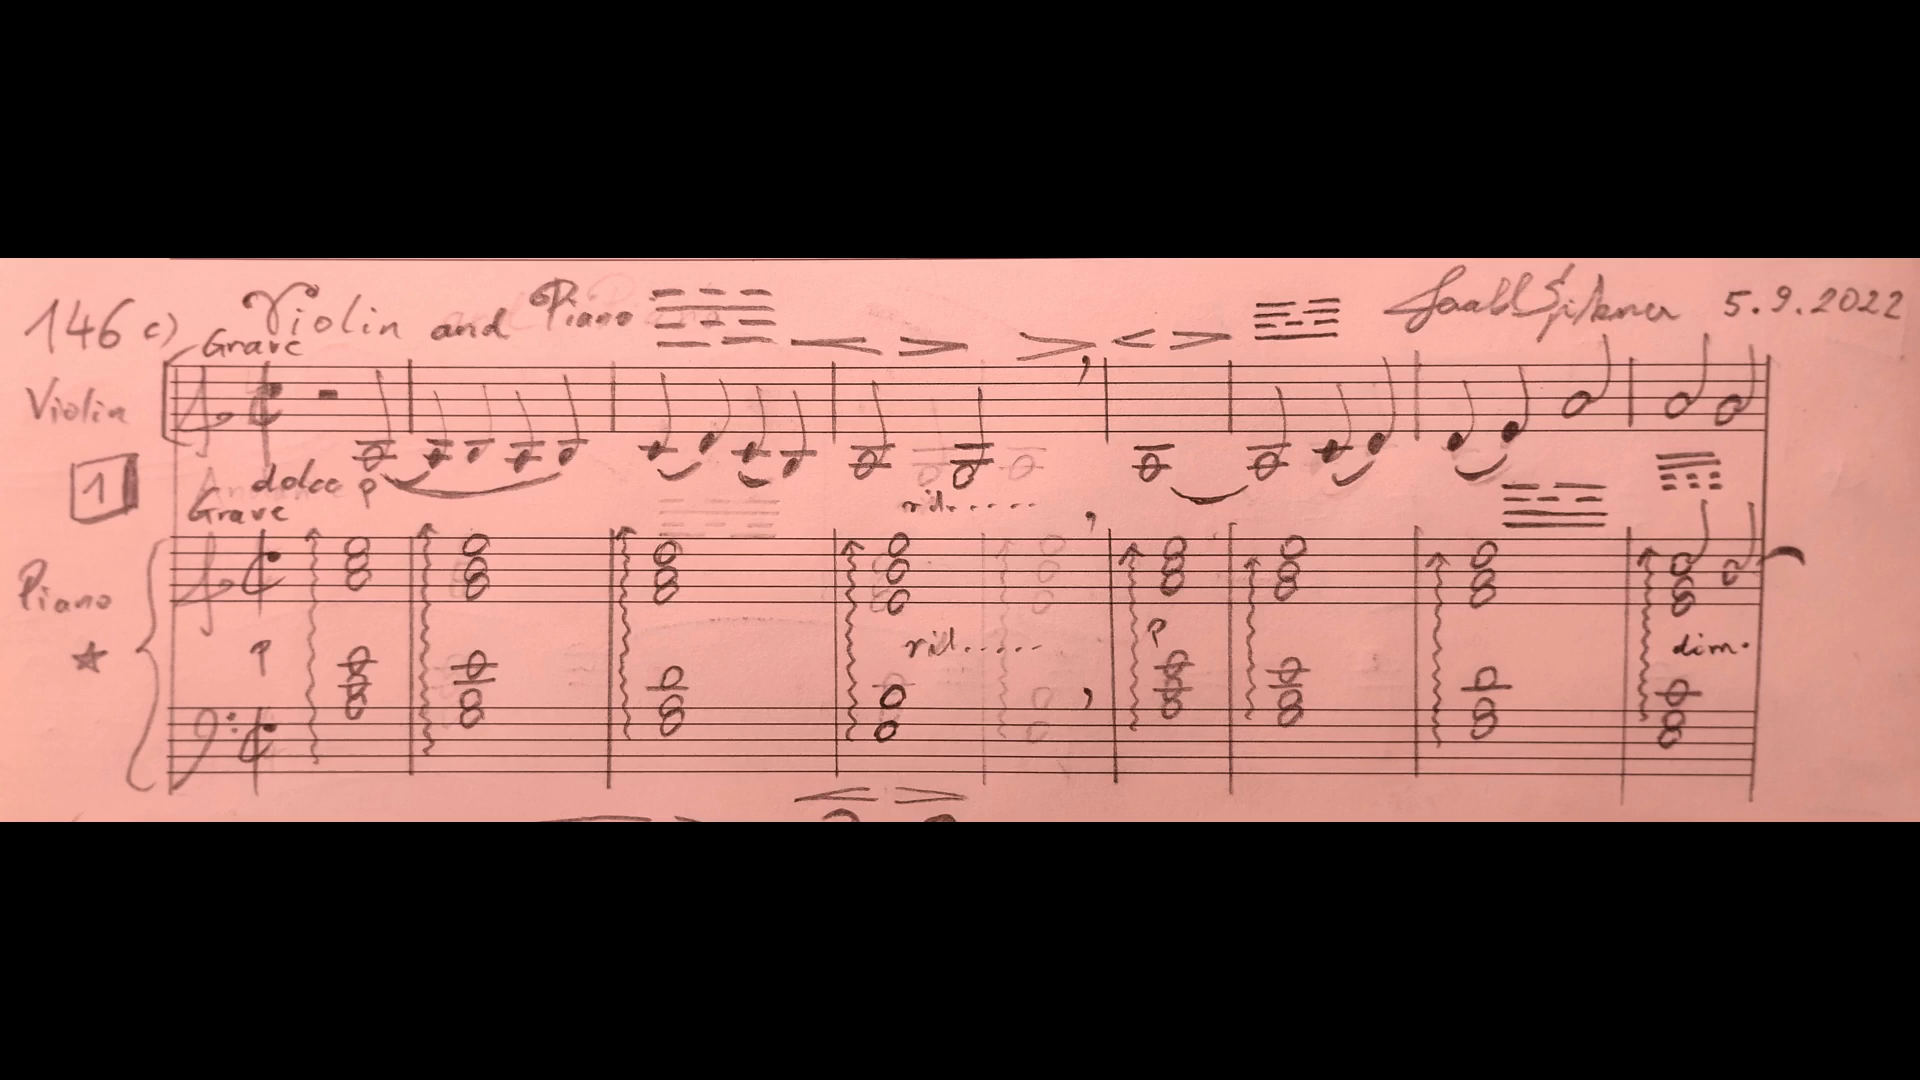 146 c) Violin and Piano 5.9.2022
Grave
Violin
1
dolce p
Grave
rit......
Piano
p
rit.....
p
dim.